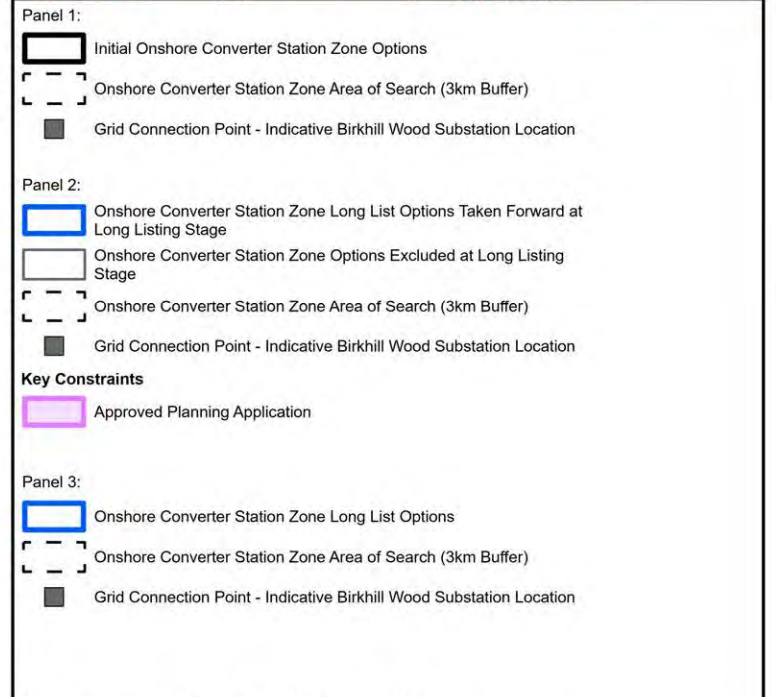 Panel 1:
Initial Onshore Converter Station Zone Options
Onshore Converter Station Zone Area of Search (3km Buffer)
Grid Connection Point - Indicative Birkhill Wood Substation Location
Panel 2:
Onshore Converter Station Zone Long List Options Taken Forward at
Long Listing Stage
Onshore Converter Station Zone Options Excluded at Long Listing
Stage
Onshore Converter Station Zone Area of Search (3km Buffer)
Grid Connection Point - Indicative Birkhill Wood Substation Location
Key Constraints
Approved Planning Application
Panel 3:
Onshore Converter Station Zone Long List Options
Onshore Converter Station Zone Area of Search (3km Buffer)
Grid Connection Point - Indicative Birkhill Wood Substation Location